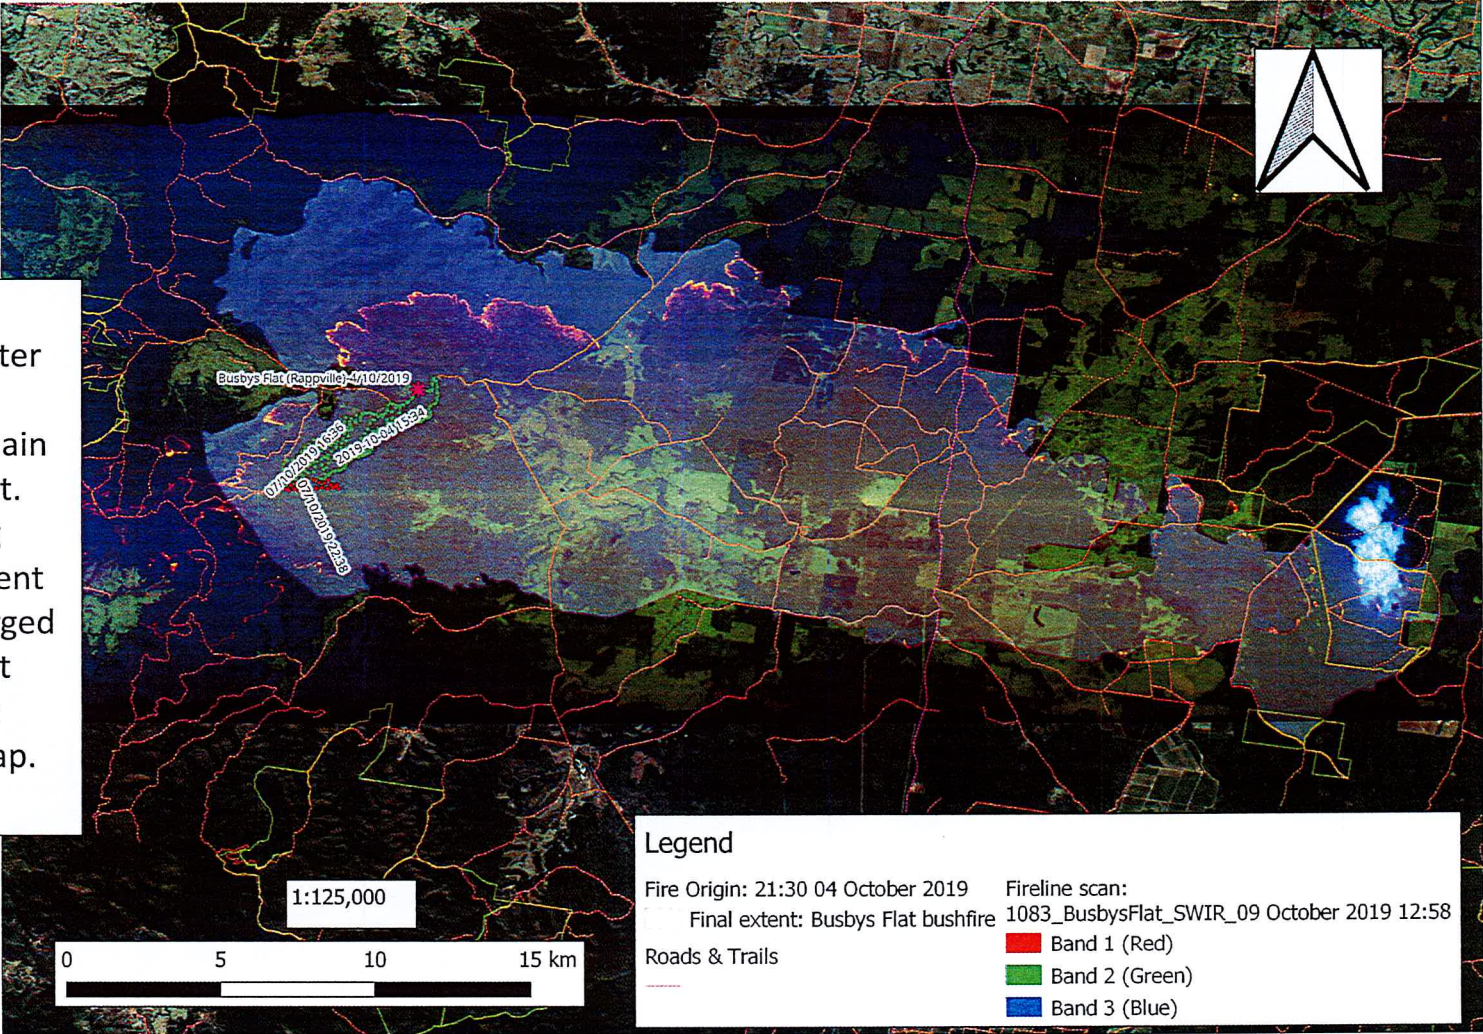 ter
ain
t.
ent
ged
t
ap.
Busbys Flat (Rappville) 4/10/2019
07/10/2019 16:36
2019-10-04 15:34
07/10/2019 22:38
1:125,000
0 5 10 15 km
Legend
Fire Origin: 21:30 04 October 2019
Final extent: Busbys Flat bushfire
Roads & Trails
Fireline scan:
1083_BusbysFlat_SWIR_09 October 2019 12:58
Band 1 (Red)
Band 2 (Green)
Band 3 (Blue)